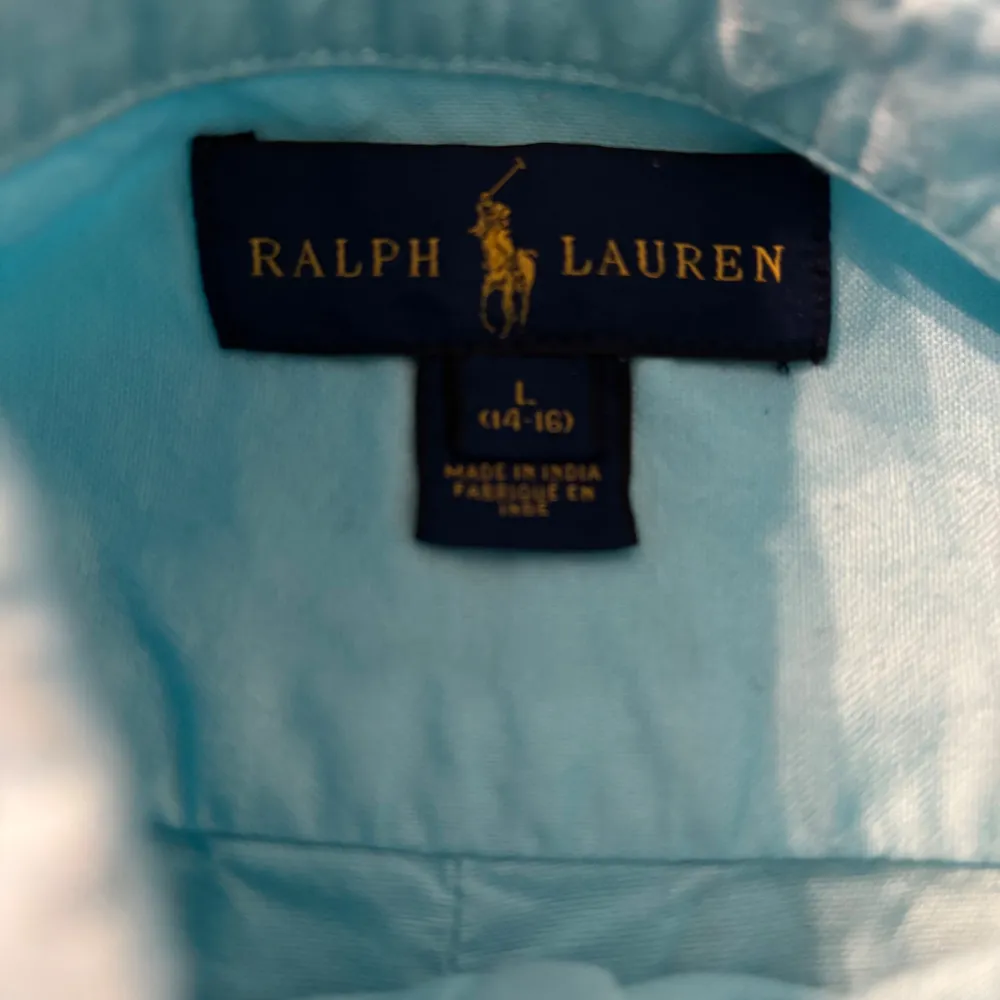 RALPH LAUREN
L
(14-16)
MADE IN INDIA
FABRIQUÉ EN
INDE